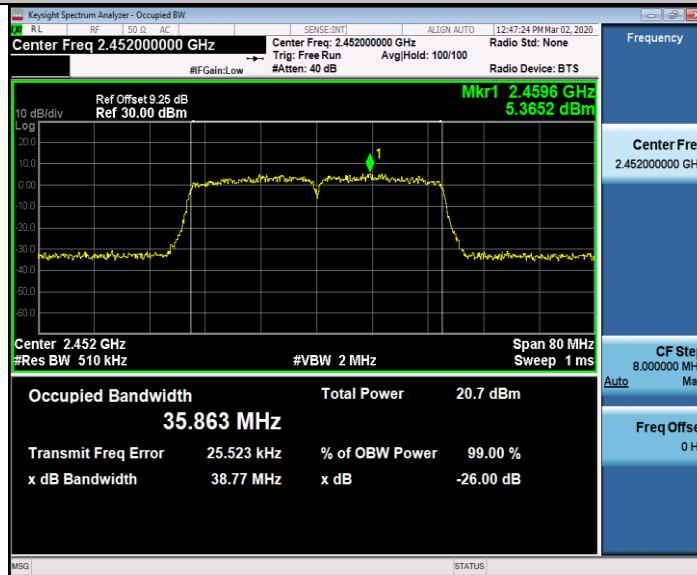 Keysight Spectrum Analyzer - Occupied BW
LXI RL RF 50 Ω AC SENSE:INT ALIGN AUTO 12:47:24 PM Mar 02, 2020
Center Freq 2.452000000 GHz
Center Freq: 2.452000000 GHz
Radio Std: None
Trig: Free Run Avg|Hold: 100/100
#IFGain:Low #Atten: 40 dB Radio Device: BTS
Frequency
Mkr1 2.4596 GHz
5.3652 dBm
Ref Offset 9.25 dB
10 dB/div Ref 30.00 dBm
Log
20.0
10.0
0.00
-10.0
-20.0
-30.0
-40.0
-50.0
-60.0
1
Center Fre
2.452000000 GH
Center 2.452 GHz Span 80 MHz
#Res BW 510 kHz #VBW 2 MHz Sweep 1 ms
CF Ste
8.000000 MH
Auto Ma
Occupied Bandwidth Total Power 20.7 dBm
35.863 MHz
Transmit Freq Error 25.523 kHz % of OBW Power 99.00 %
x dB Bandwidth 38.77 MHz x dB -26.00 dB
Freq Offse
0 H
MSG STATUS